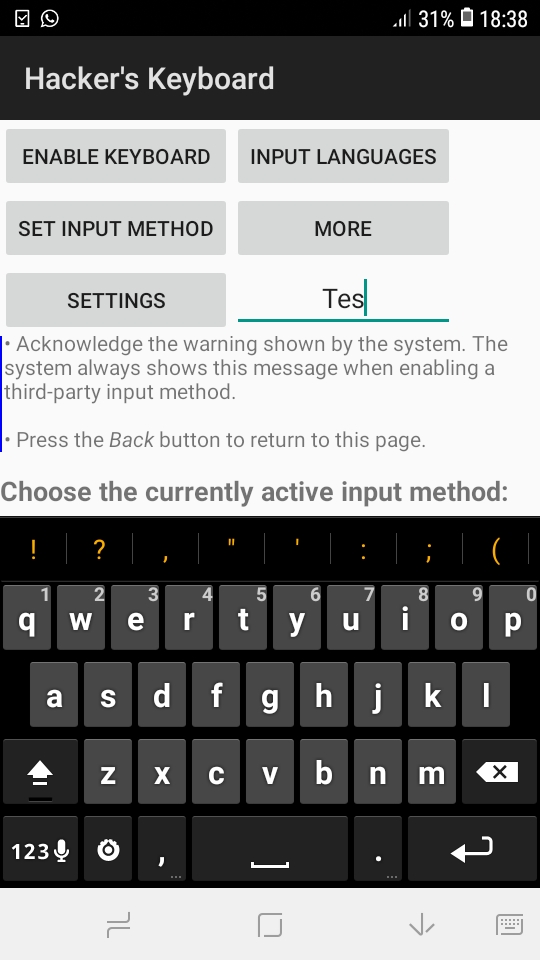 31% 18:38
Hacker's Keyboard
ENABLE KEYBOARD INPUT LANGUAGES
SET INPUT METHOD MORE
SETTINGS Tes
• Acknowledge the warning shown by the system. The
system always shows this message when enabling a
third-party input method.
• Press the Back button to return to this page.
Choose the currently active input method:
! ? , " ' : ; (
1 2 3 4 5 6 7 8 9 0
q w e r t y u i o p
a s d f g h j k l
z x c v b n m
123 , ... . ...